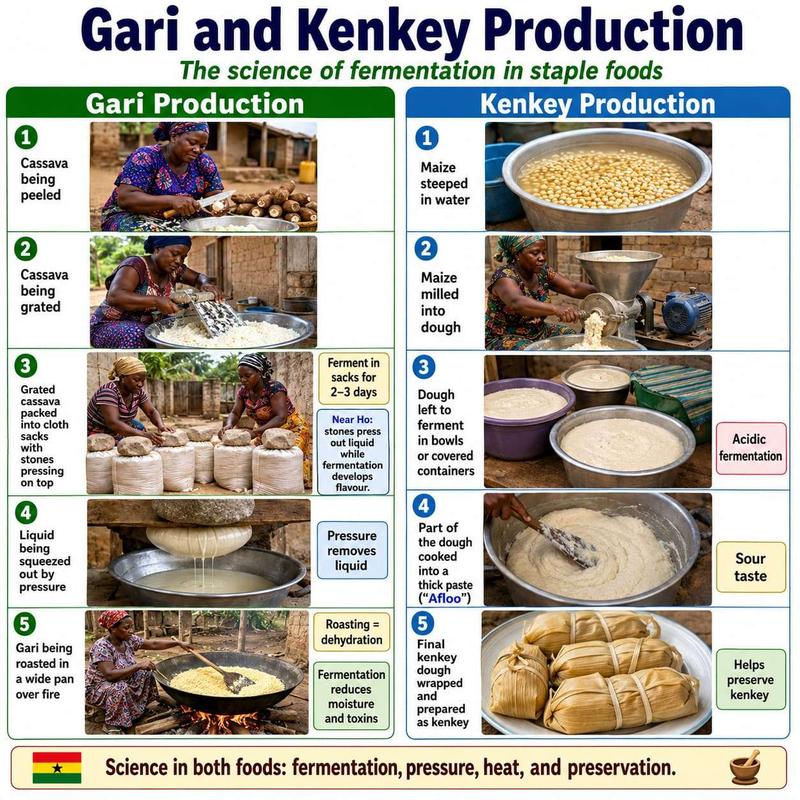 Gari and Kenkey Production
The science of fermentation in staple foods
Gari Production
1
Cassava
being
peeled
2
Cassava
being
grated
3
Grated
cassava
packed
into cloth
sacks
with
stones
pressing
on top
Ferment in
sacks for
2–3 days
Near Ho:
stones press
out liquid
while
fermentation
develops
flavour.
4
Liquid
being
squeezed
out by
pressure
Pressure
removes
liquid
5
Gari being
roasted in
a wide pan
over fire
Roasting =
dehydration
Fermentation
reduces
moisture
and toxins
Kenkey Production
1
Maize
steeped
in water
2
Maize
milled
into
dough
3
Dough
left to
ferment
in bowls
or covered
containers
Acidic
fermentation
4
Part of
the dough
cooked
into a
thick paste
("Afloo")
Sour
taste
5
Final
kenkey
dough
wrapped
and
prepared
as kenkey
Helps
preserve
kenkey
Science in both foods: fermentation, pressure, heat, and preservation.